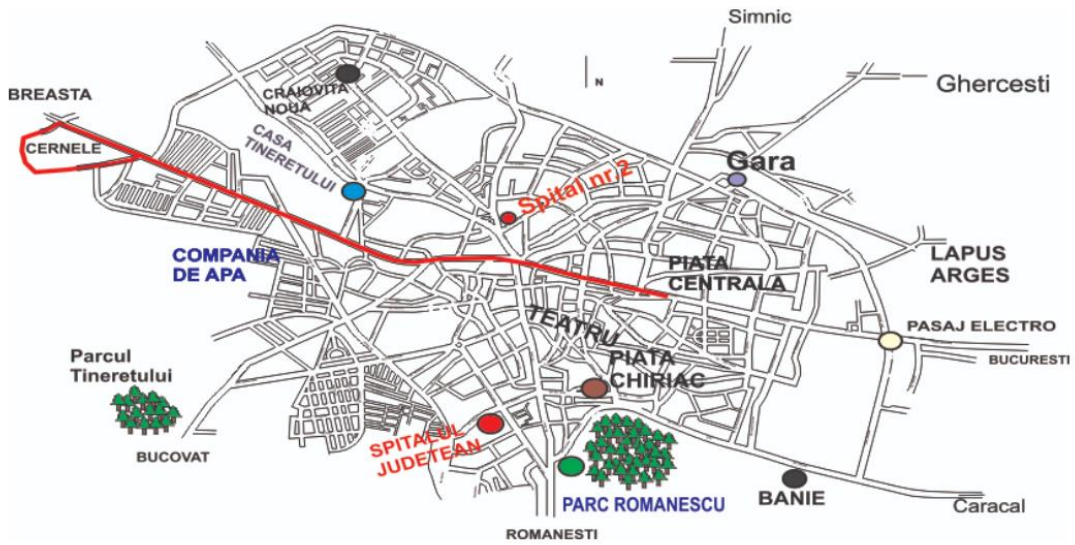 Simnic
N
Ghercesti
BREASTA
CRAIOVITA
NOUA
CERNELE
CASA
TINERETULUI
Spital nr.2
Gara
COMPANIA
DE APA
PIATA
CENTRALA
LAPUS
ARGES
TEATRU
PASAJ ELECTRO
BUCURESTI
Parcul
Tineretului
PIATA
CHIRIAC
BUCOVAT
SPITALUL
JUDETEAN
PARC ROMANESCU
BANIE
Caracal
ROMANESTI